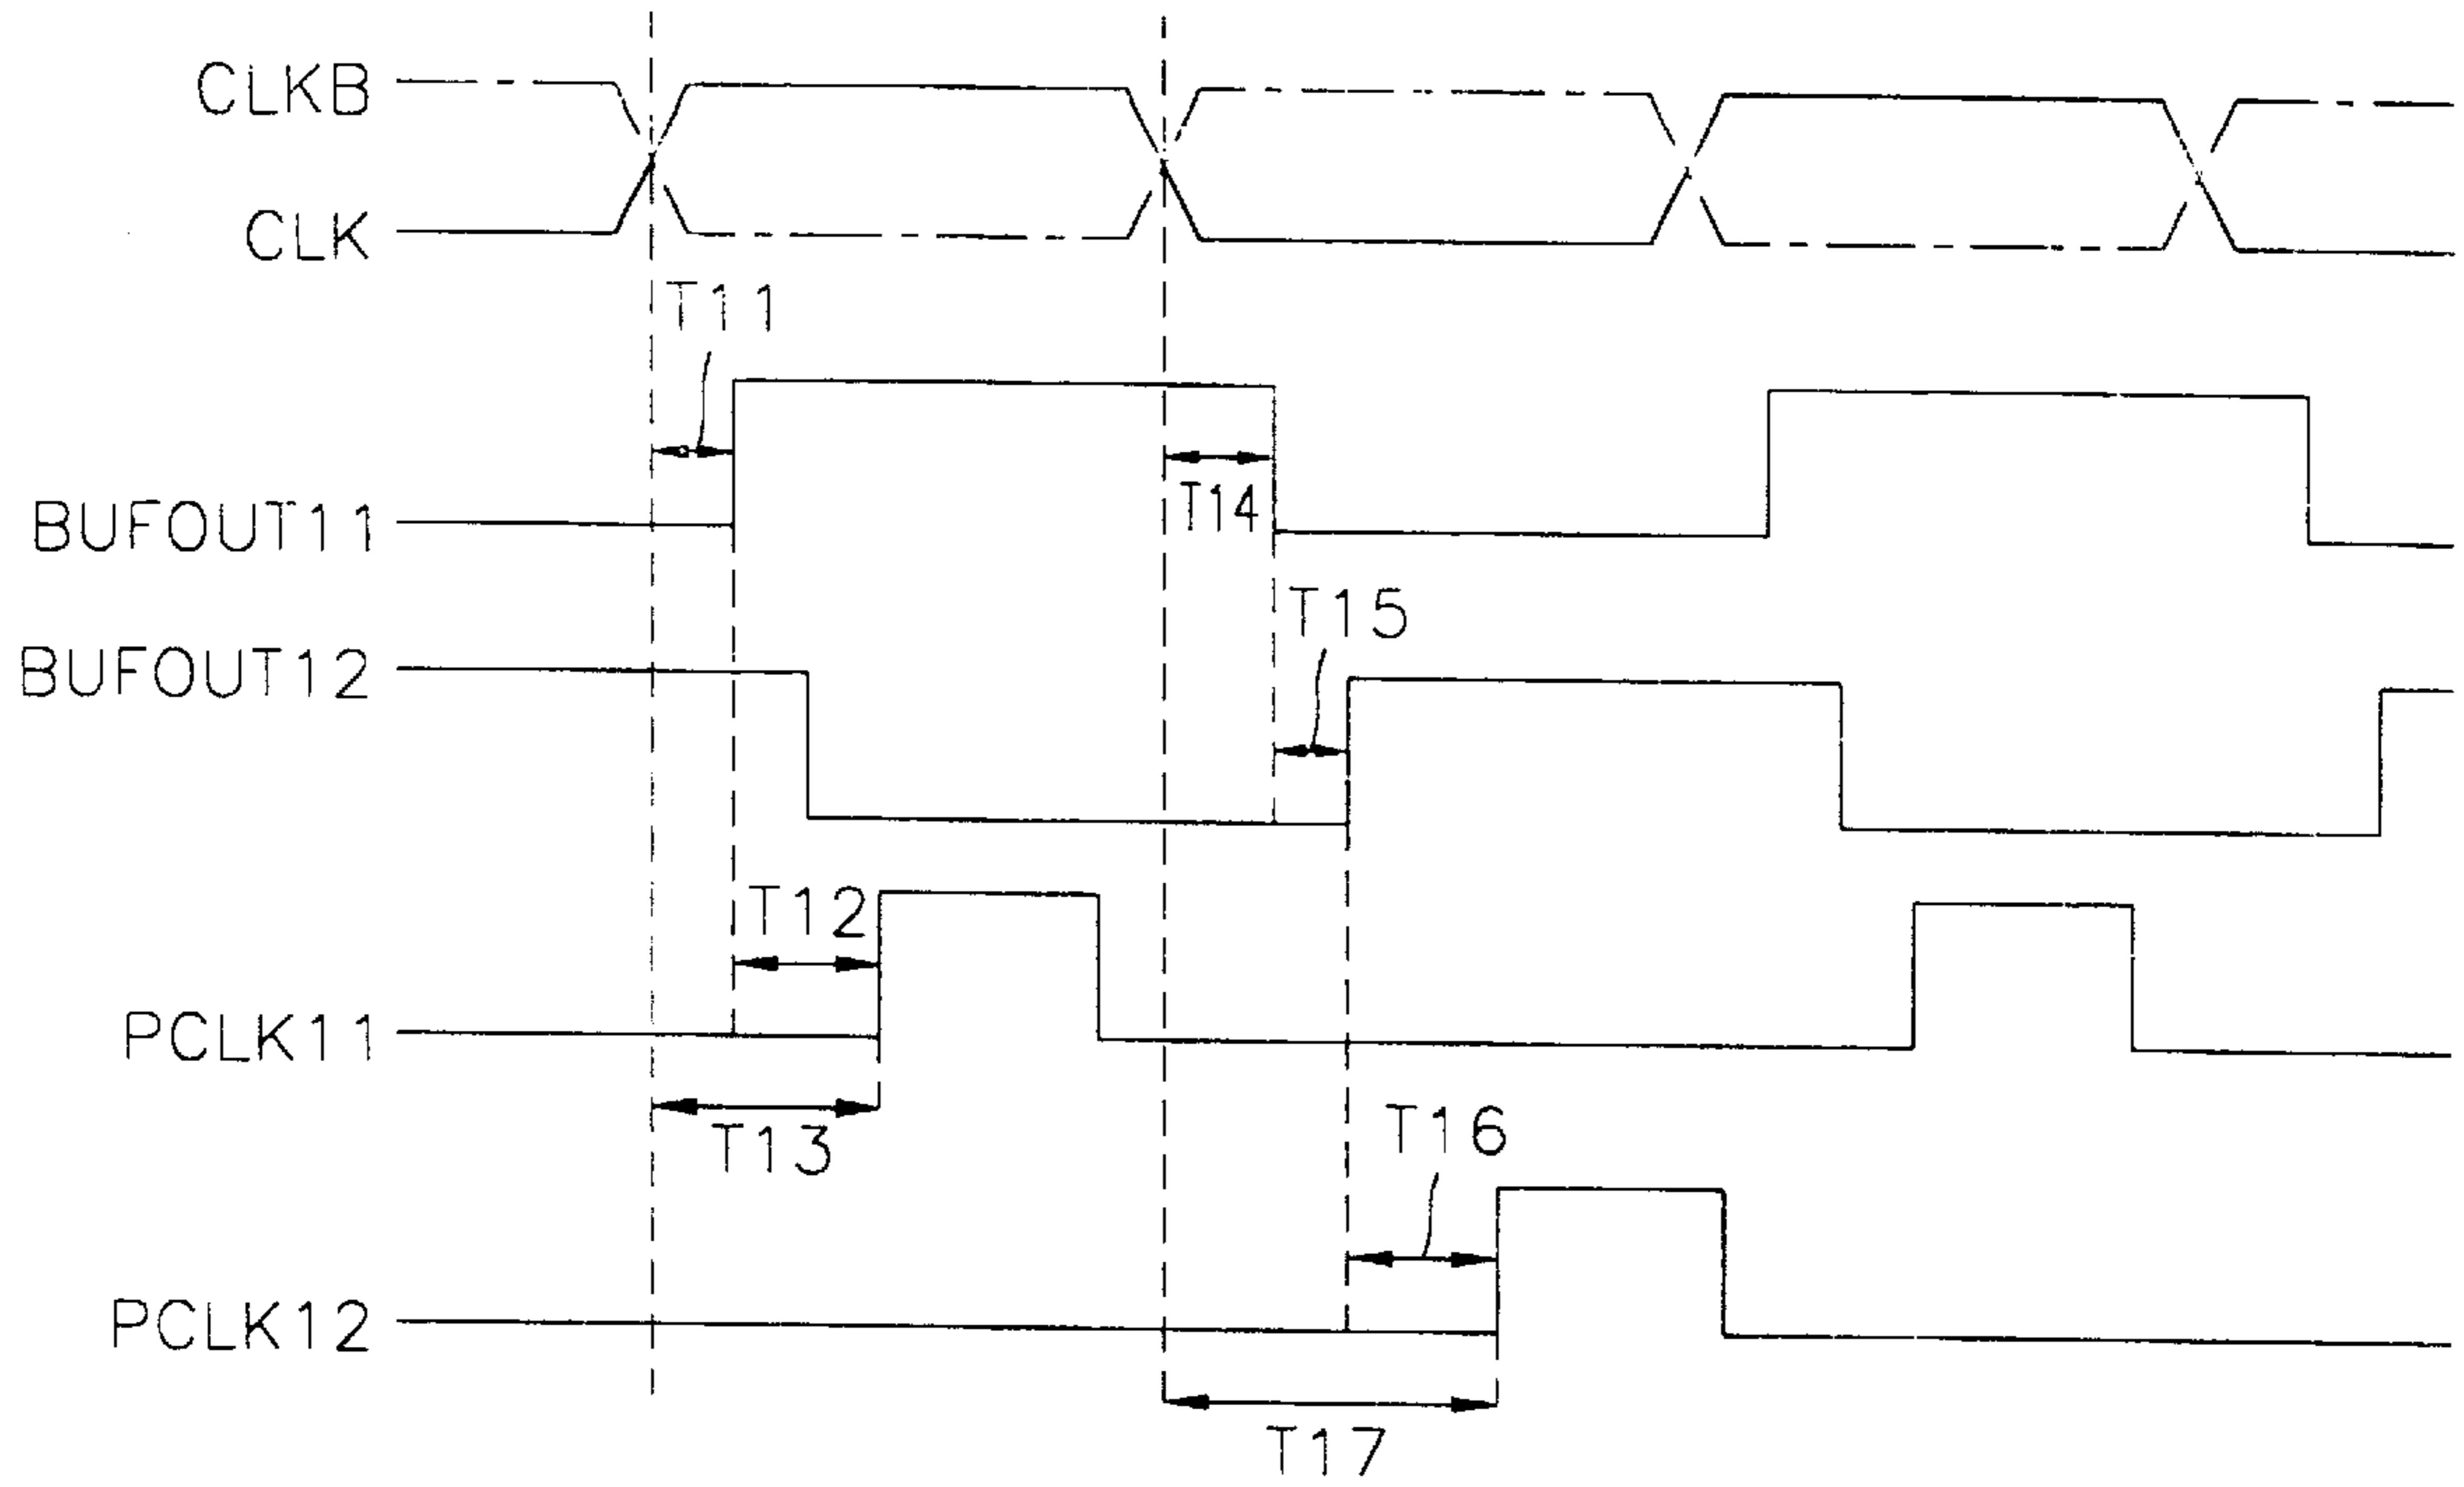 CLKB
CLK
T11
T14
BUFOUT11
T15
BUFOUT12
T12
PCLK11
T13
T16
PCLK12
T17